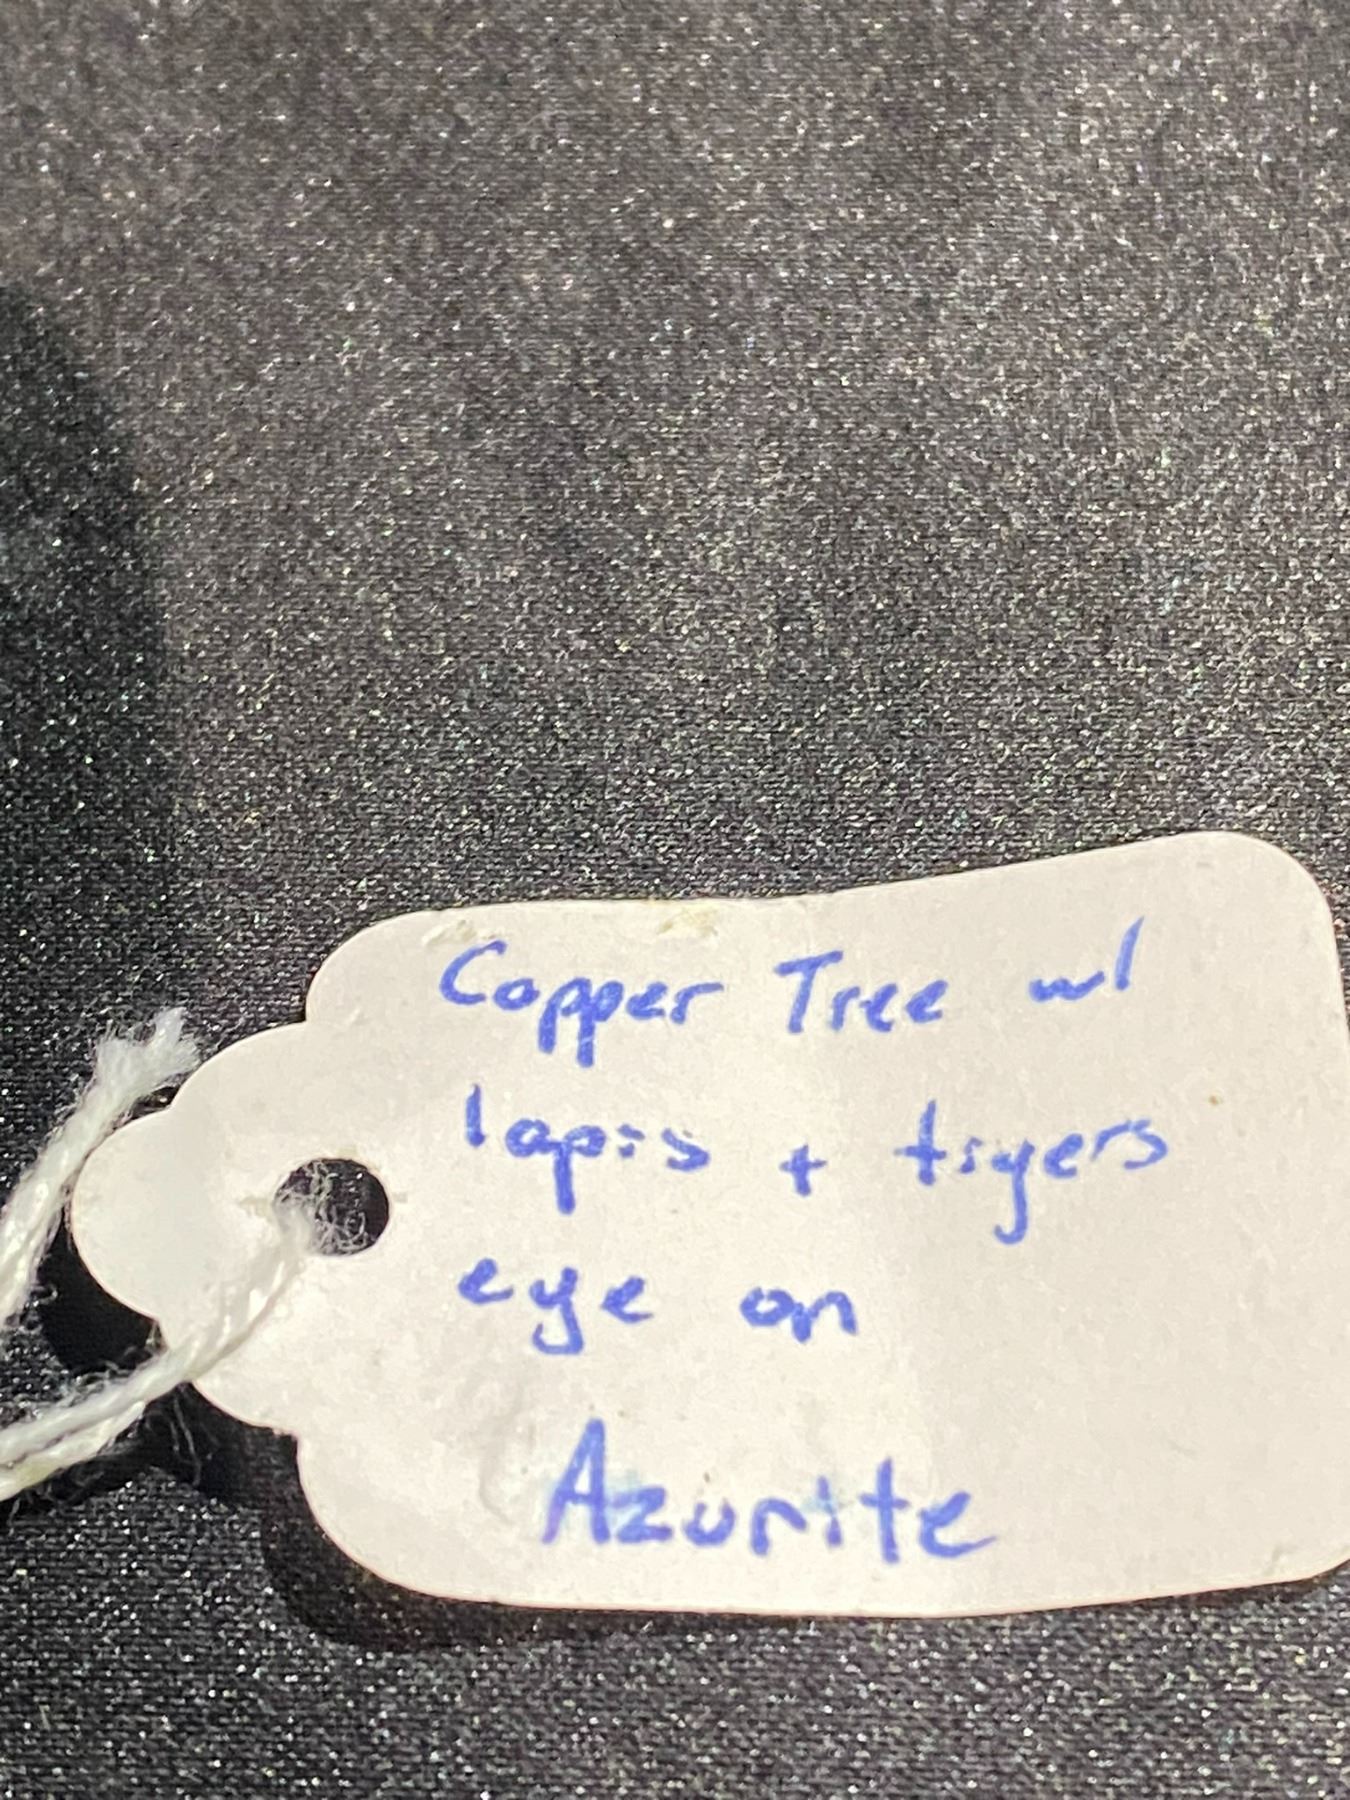 Copper Tree w/
lapis + tigers
eye on
Azurite